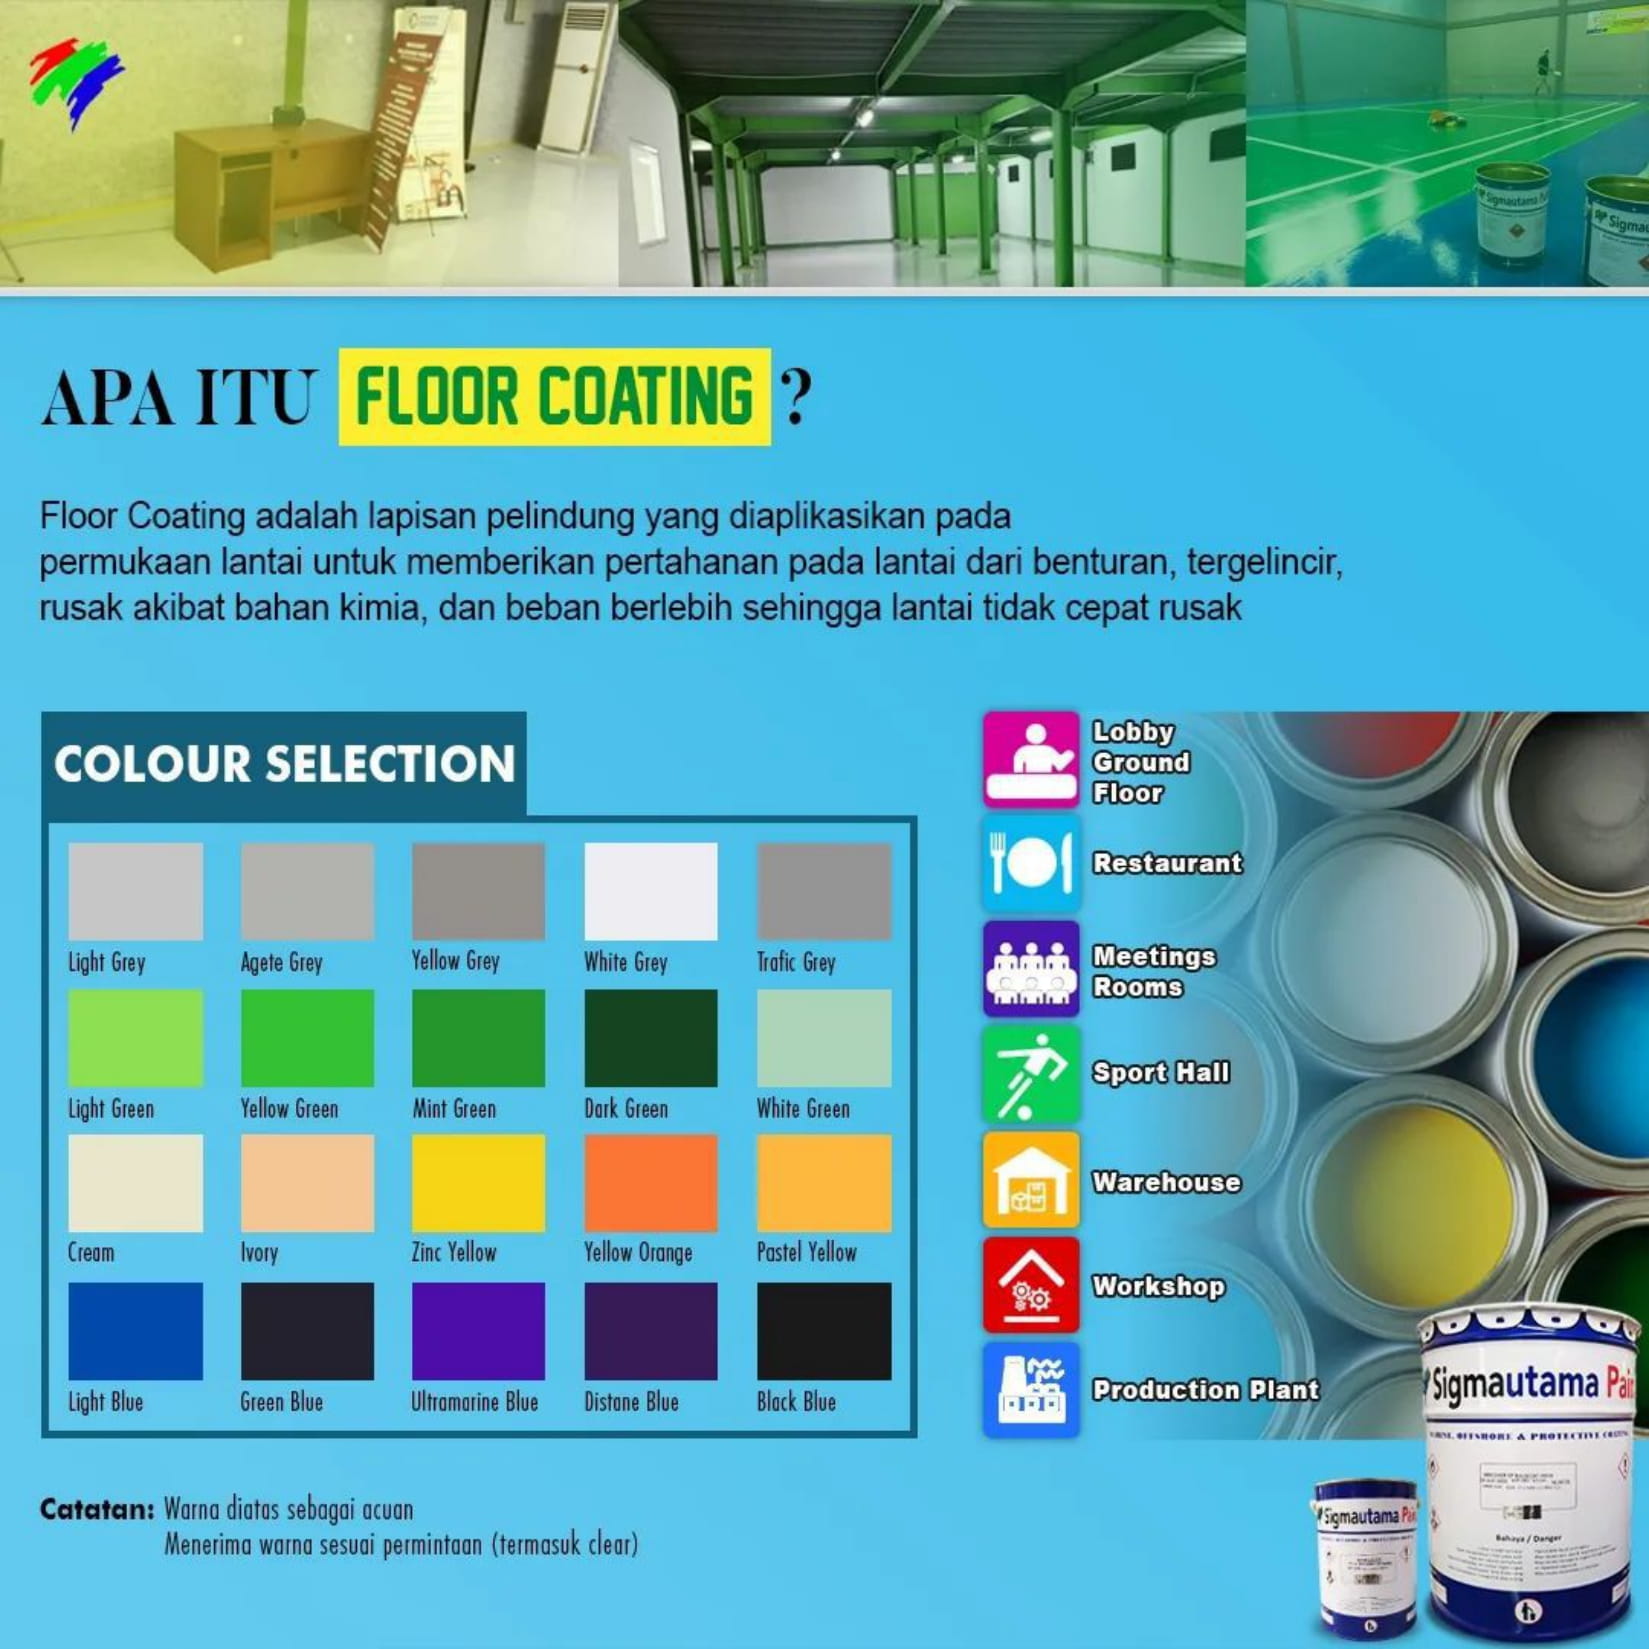 APA ITU FLOOR COATING ?
Floor Coating adalah lapisan pelindung yang diaplikasikan pada
permukaan lantai untuk memberikan pertahanan pada lantai dari benturan, tergelincir,
rusak akibat bahan kimia, dan beban berlebih sehingga lantai tidak cepat rusak
COLOUR SELECTION
Light Grey
Agete Grey
Yellow Grey
White Grey
Trafic Grey
Light Green
Yellow Green
Mint Green
Dark Green
White Green
Cream
Ivory
Zinc Yellow
Yellow Orange
Pastel Yellow
Light Blue
Green Blue
Ultramarine Blue
Distane Blue
Black Blue
Lobby
Ground
Floor
Restaurant
Meetings
Rooms
Sport Hall
Warehouse
Workshop
Production Plant
Catatan: Warna diatas sebagai acuan
Menerima warna sesuai permintaan (termasuk clear)
Sigmautama
Sigmautama
OFFSHORE & PROTECTIVE
Bahaya / Danger
Sigmautama